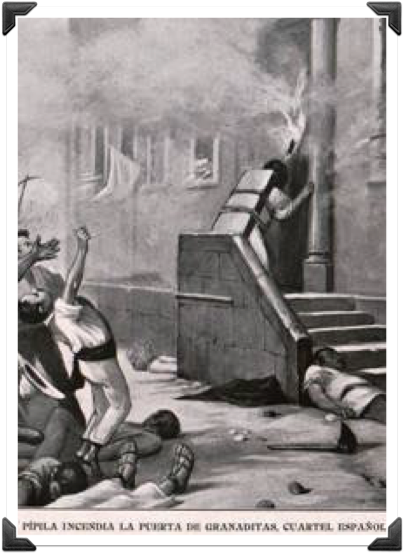 PÍPILA INCENDIA LA PUERTA DE GRANADITAS, CUARTEL ESPAÑOL